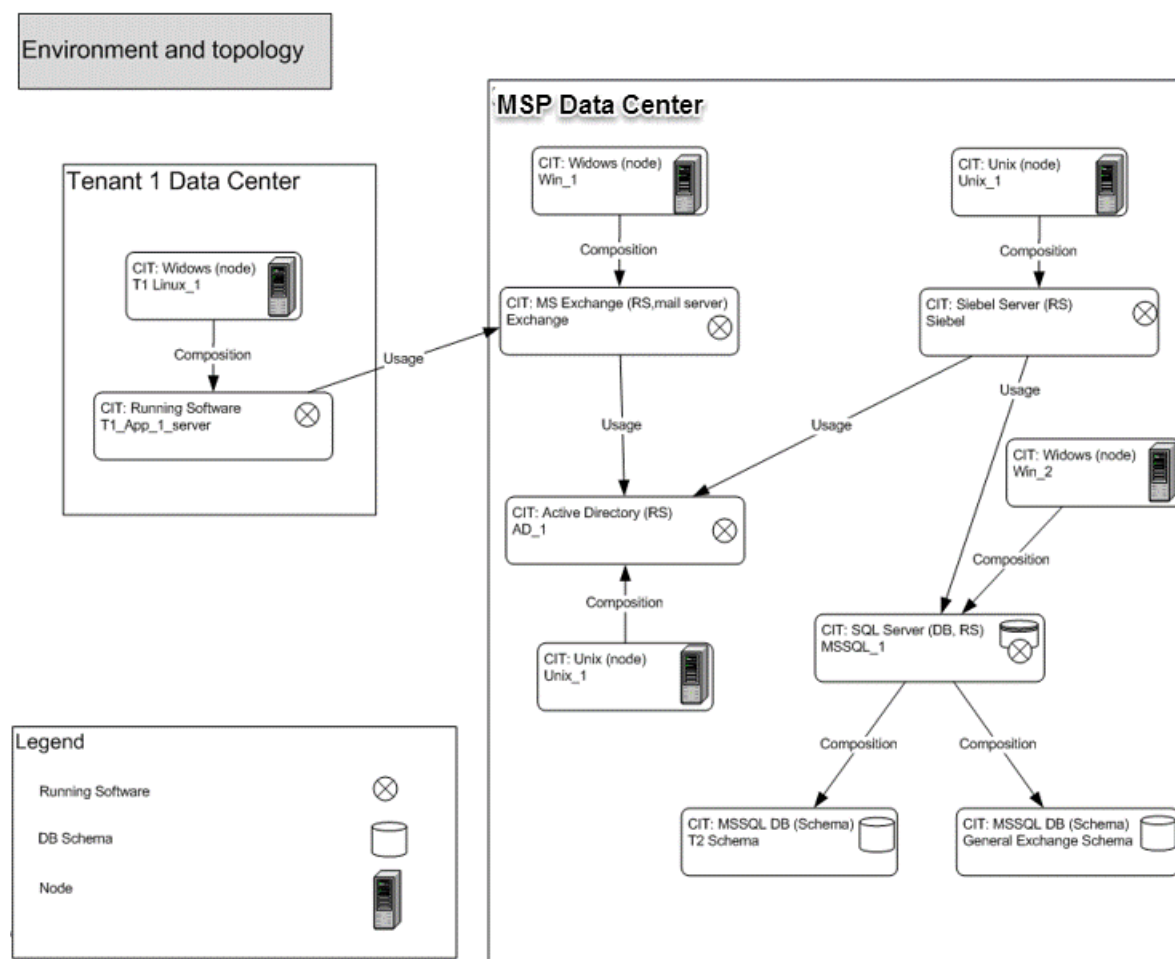 Environment and topology
MSP Data Center
Tenant 1 Data Center
CIT: Widows (node)
Win_1
CIT: Unix (node)
Unix_1
Composition
Composition
CIT: Widows (node)
T1 Linux_1
CIT: MS Exchange (RS,mail server)
Exchange
CIT: Siebel Server (RS)
Siebel
Composition
Usage
CIT: Running Software
T1_App_1_server
Usage
Usage
Usage
CIT: Widows (node)
Win_2
CIT: Active Directory (RS)
AD_1
Composition
Composition
CIT: SQL Server (DB, RS)
MSSQL_1
CIT: Unix (node)
Unix_1
Composition
Composition
Legend
Running Software
DB Schema
Node
CIT: MSSQL DB (Schema)
T2 Schema
CIT: MSSQL DB (Schema)
General Exchange Schema